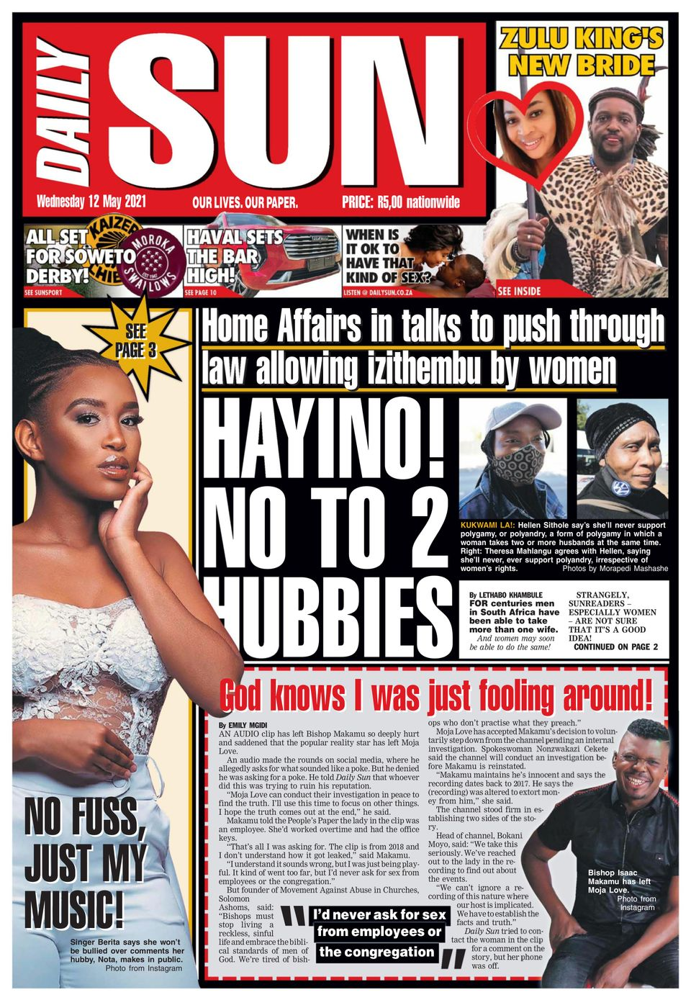 DAILY
SUN
Wednesday 12 May 2021
OUR LIVES. OUR PAPER.
PRICE: R5,00 nationwide
ZULU KING'S
NEW BRIDE
SEE INSIDE
ALL SET
FOR SOWETO
DERBY!
SEE SUNSPORT
KAIZER
CHIE
MOROKA
EST 1947
SWALLOWS
HAVAL SETS
THE BAR
HIGH!
SEE PAGE 10
WHEN IS
IT OK TO
HAVE THAT
KIND OF SEX?
LISTEN @ DAILYSUN.CO.ZA
SEE
PAGE 3
NO FUSS,
JUST MY
MUSIC!
Singer Berita says she won't
be bullied over comments her
hubby, Nota, makes in public.
Photo from Instagram
Home Affairs in talks to push through
law allowing izithembu by women
HAYINO!
NO TO 2
HUBBIES
KUKWAMI LA!: Hellen Sithole say's she'll never support
polygamy, or polyandry, a form of polygamy in which a
woman takes two or more husbands at the same time.
Right: Theresa Mahlangu agrees with Hellen, saying
she'll never, ever support polyandry, irrespective of
women's rights. Photos by Morapedi Mashashe
By LETHABO KHAMBULE
FOR centuries men
in South Africa have
been able to take
more than one wife.
And women may soon
be able to do the same!
STRANGELY,
SUNREADERS –
ESPECIALLY WOMEN
– ARE NOT SURE
THAT IT'S A GOOD
IDEA!
CONTINUED ON PAGE 2
God knows I was just fooling around!
By EMILY MGIDI
AN AUDIO clip has left Bishop Makamu so deeply hurt
and saddened that the popular reality star has left Moja
Love.
An audio made the rounds on social media, where he
allegedly asks for what sounded like a poke. But he denied
he was asking for a poke. He told Daily Sun that whoever
did this was trying to ruin his reputation.
"Moja Love can conduct their investigation in peace to
find the truth. I'll use this time to focus on other things.
I hope the truth comes out at the end," he said.
Makamu told the People's Paper the lady in the clip was
an employee. She'd worked overtime and had the office
keys.
"That's all I was asking for. The clip is from 2018 and
I don't understand how it got leaked," said Makamu.
"I understand it sounds wrong, but I was just being play-
ful. It kind of went too far, but I'd never ask for sex from
employees or the congregation."
But founder of Movement Against Abuse in Churches,
Solomon
Ashoms, said:
"Bishops must
stop living a
reckless, sinful
life and embrace the bibli-
cal standards of men of
God. We're tired of bish-
"I'd never ask for sex
from employees or
the congregation"
ops who don't practise what they preach."
Moja Love has accepted Makamu's decision to volun-
tarily step down from the channel pending an internal
investigation. Spokeswoman Nonzwakazi Cekete
said the channel will conduct an investigation be-
fore Makamu is reinstated.
"Makamu maintains he's innocent and says the
recording dates back to 2017. He says the
(recording) was altered to extort mon-
ey from him," she said.
The channel stood firm in es-
tablishing two sides of the sto-
ry.
Head of channel, Bokani
Moyo, said: "We take this
seriously. We've reached
out to the lady in the re-
cording to find out about
the events.
"We can't ignore a re-
cording of this nature where
our host is implicated.
We have to establish the
facts and truth."
Daily Sun tried to con-
tact the woman in the clip
for a comment on the
story, but her phone
was off.
Bishop Isaac
Makamu has left
Moja Love.
Photo from
Instagram